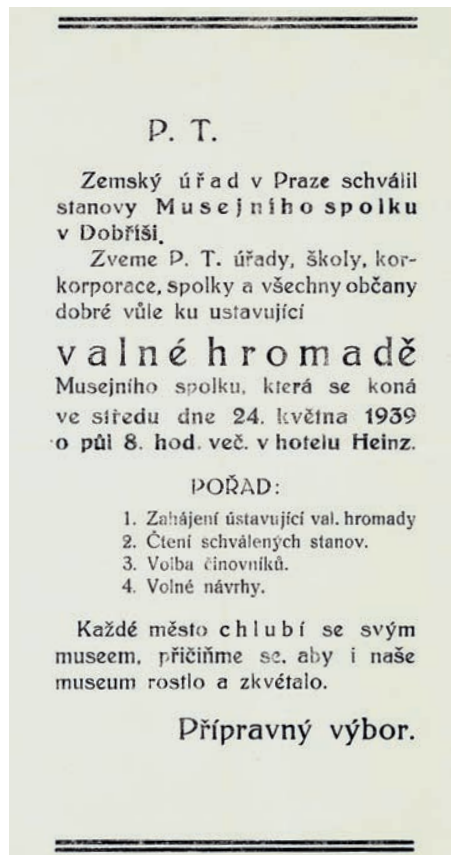 P. T.
Zemský úřad v Praze schválil
stanovy Musejního spolku
v Dobříši.
Zveme P. T. úřady, školy, kor-
korporace, spolky a všechny občany
dobré vůle ku ustavující
valné hromadě
Musejního spolku, která se koná
ve středu dne 24. května 1939
o půl 8. hod. več. v hotelu Heinz.
POŘAD:
1. Zahájení ústavující val. hromady
2. Čtení schválených stanov.
3. Volba činovníků.
4. Volné návrhy.
Každé město chlubí se svým
museem, přičiňme se, aby i naše
museum rostlo a zkvétalo.
Přípravný výbor.